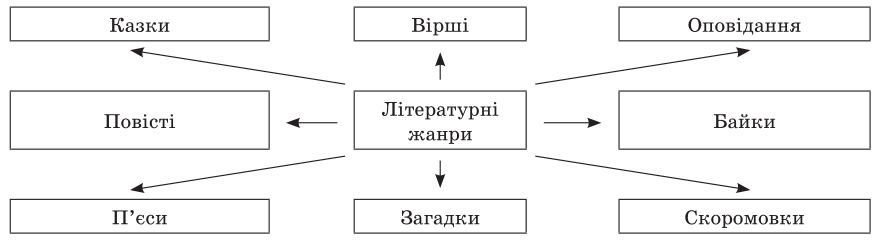 Казки
Вірші
Оповідання
Повісті
Літературні
жанри
Байки
П’єси
Загадки
Скоромовки